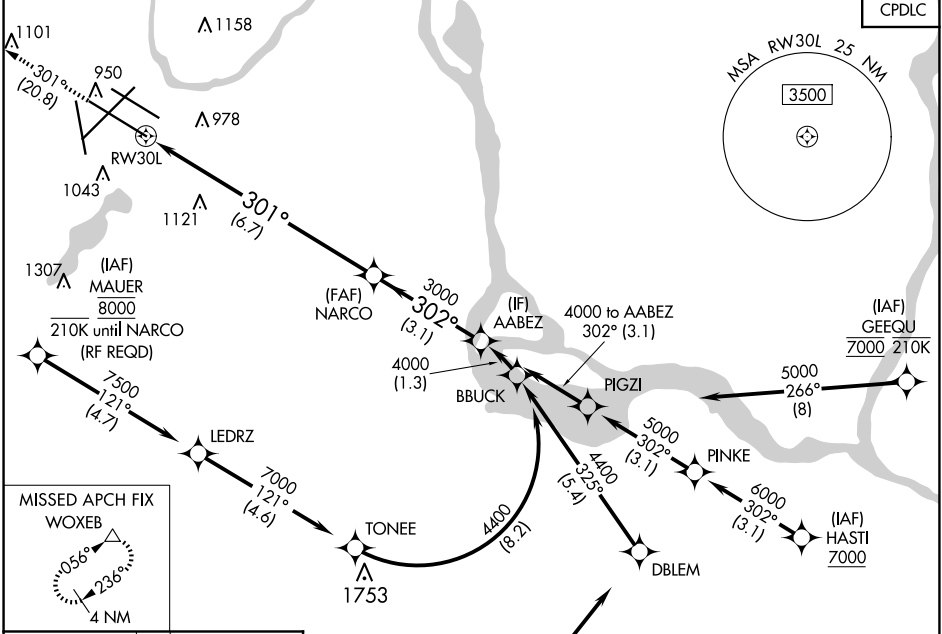 CPDLC
1101
1158
950
301°
(20.8)
978
RW30L
1043
1121
MSA RW30L 25 NM
3500
301°
(6.7)
1307
(IAF)
MAUER
8000
210K until NARCO
(RF REQD)
(FAF)
NARCO
3000
302°
(3.1)
(IF)
AABEZ
4000 to AABEZ
302° (3.1)
(IAF)
GEEQU
7000 210K
4000
(1.3)
BBUCK
PIGZI
5000
266°
(8)
7500
121°
(4.7)
LEDRZ
5000
302°
(3.1)
PINKE
7000
121°
(4.6)
4400
325°
(5.4)
6000
302°
(3.1)
(IAF)
HASTI
7000
TONEE
4400
(8.2)
DBLEM
1753
MISSED APCH FIX
WOXEB
056°
236°
4 NM